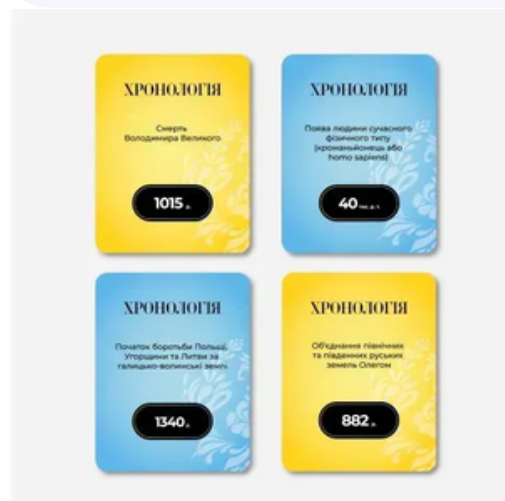 ХРОНОЛОГІЯ
Смерть
Володимира Великого
1015 р.
ХРОНОЛОГІЯ
Поява людини сучасного
фізичного типу
(кроманьйонець або
homo sapiens)
40 тис. р. т.
ХРОНОЛОГІЯ
Початок боротьби Польщі,
Угорщини та Литви за
галицько-волинські землі
1340 р.
ХРОНОЛОГІЯ
Об'єднання північних
та південних руських
земель Олегом
882 р.